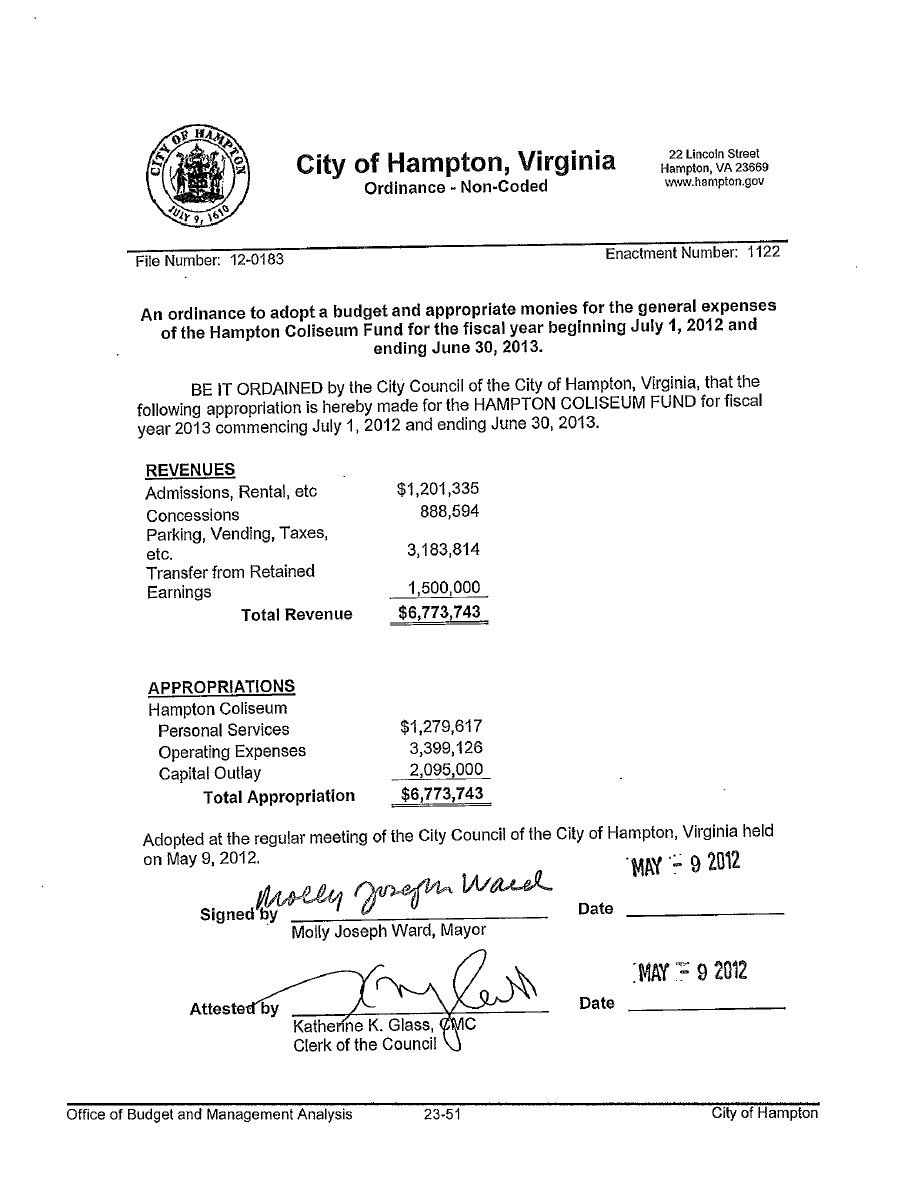 CITY OF HAMPTON
JULY 9, 1610
City of Hampton, Virginia
Ordinance - Non-Coded
22 Lincoln Street
Hampton, VA 23669
www.hampton.gov
File Number: 12-0183
Enactment Number: 1122
An ordinance to adopt a budget and appropriate monies for the general expenses
of the Hampton Coliseum Fund for the fiscal year beginning July 1, 2012 and
ending June 30, 2013.
BE IT ORDAINED by the City Council of the City of Hampton, Virginia, that the
following appropriation is hereby made for the HAMPTON COLISEUM FUND for fiscal
year 2013 commencing July 1, 2012 and ending June 30, 2013.
REVENUES
Admissions, Rental, etc $1,201,335
Concessions 888,594
Parking, Vending, Taxes,
etc. 3,183,814
Transfer from Retained
Earnings 1,500,000
Total Revenue $6,773,743
APPROPRIATIONS
Hampton Coliseum
Personal Services $1,279,617
Operating Expenses 3,399,126
Capital Outlay 2,095,000
Total Appropriation $6,773,743
Adopted at the regular meeting of the City Council of the City of Hampton, Virginia held
on May 9, 2012.
MAY - 9 2012
Molly Joseph Ward
Signed by
Date
Molly Joseph Ward, Mayor
MAY - 9 2012
Attested by
Date
Katherine K. Glass, CMC
Clerk of the Council
Office of Budget and Management Analysis 23-51 City of Hampton